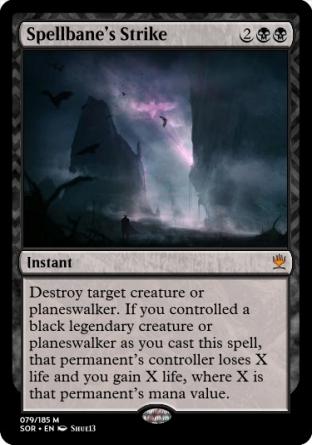 Spellbane's Strike 2
Instant
Destroy target creature or
planeswalker. If you controlled a
black legendary creature or
planeswalker as you cast this spell,
that permanent's controller loses X
life and you gain X life, where X is
that permanent's mana value.
079/185 M
SOR • EN Shue13